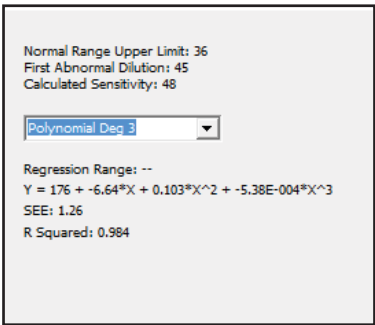 Normal Range Upper Limit: 36
First Abnormal Dilution: 45
Calculated Sensitivity: 48
Polynomial Deg 3
Regression Range: --
Y = 176 + -6.64*X + 0.103*X^2 + -5.38E-004*X^3
SEE: 1.26
R Squared: 0.984